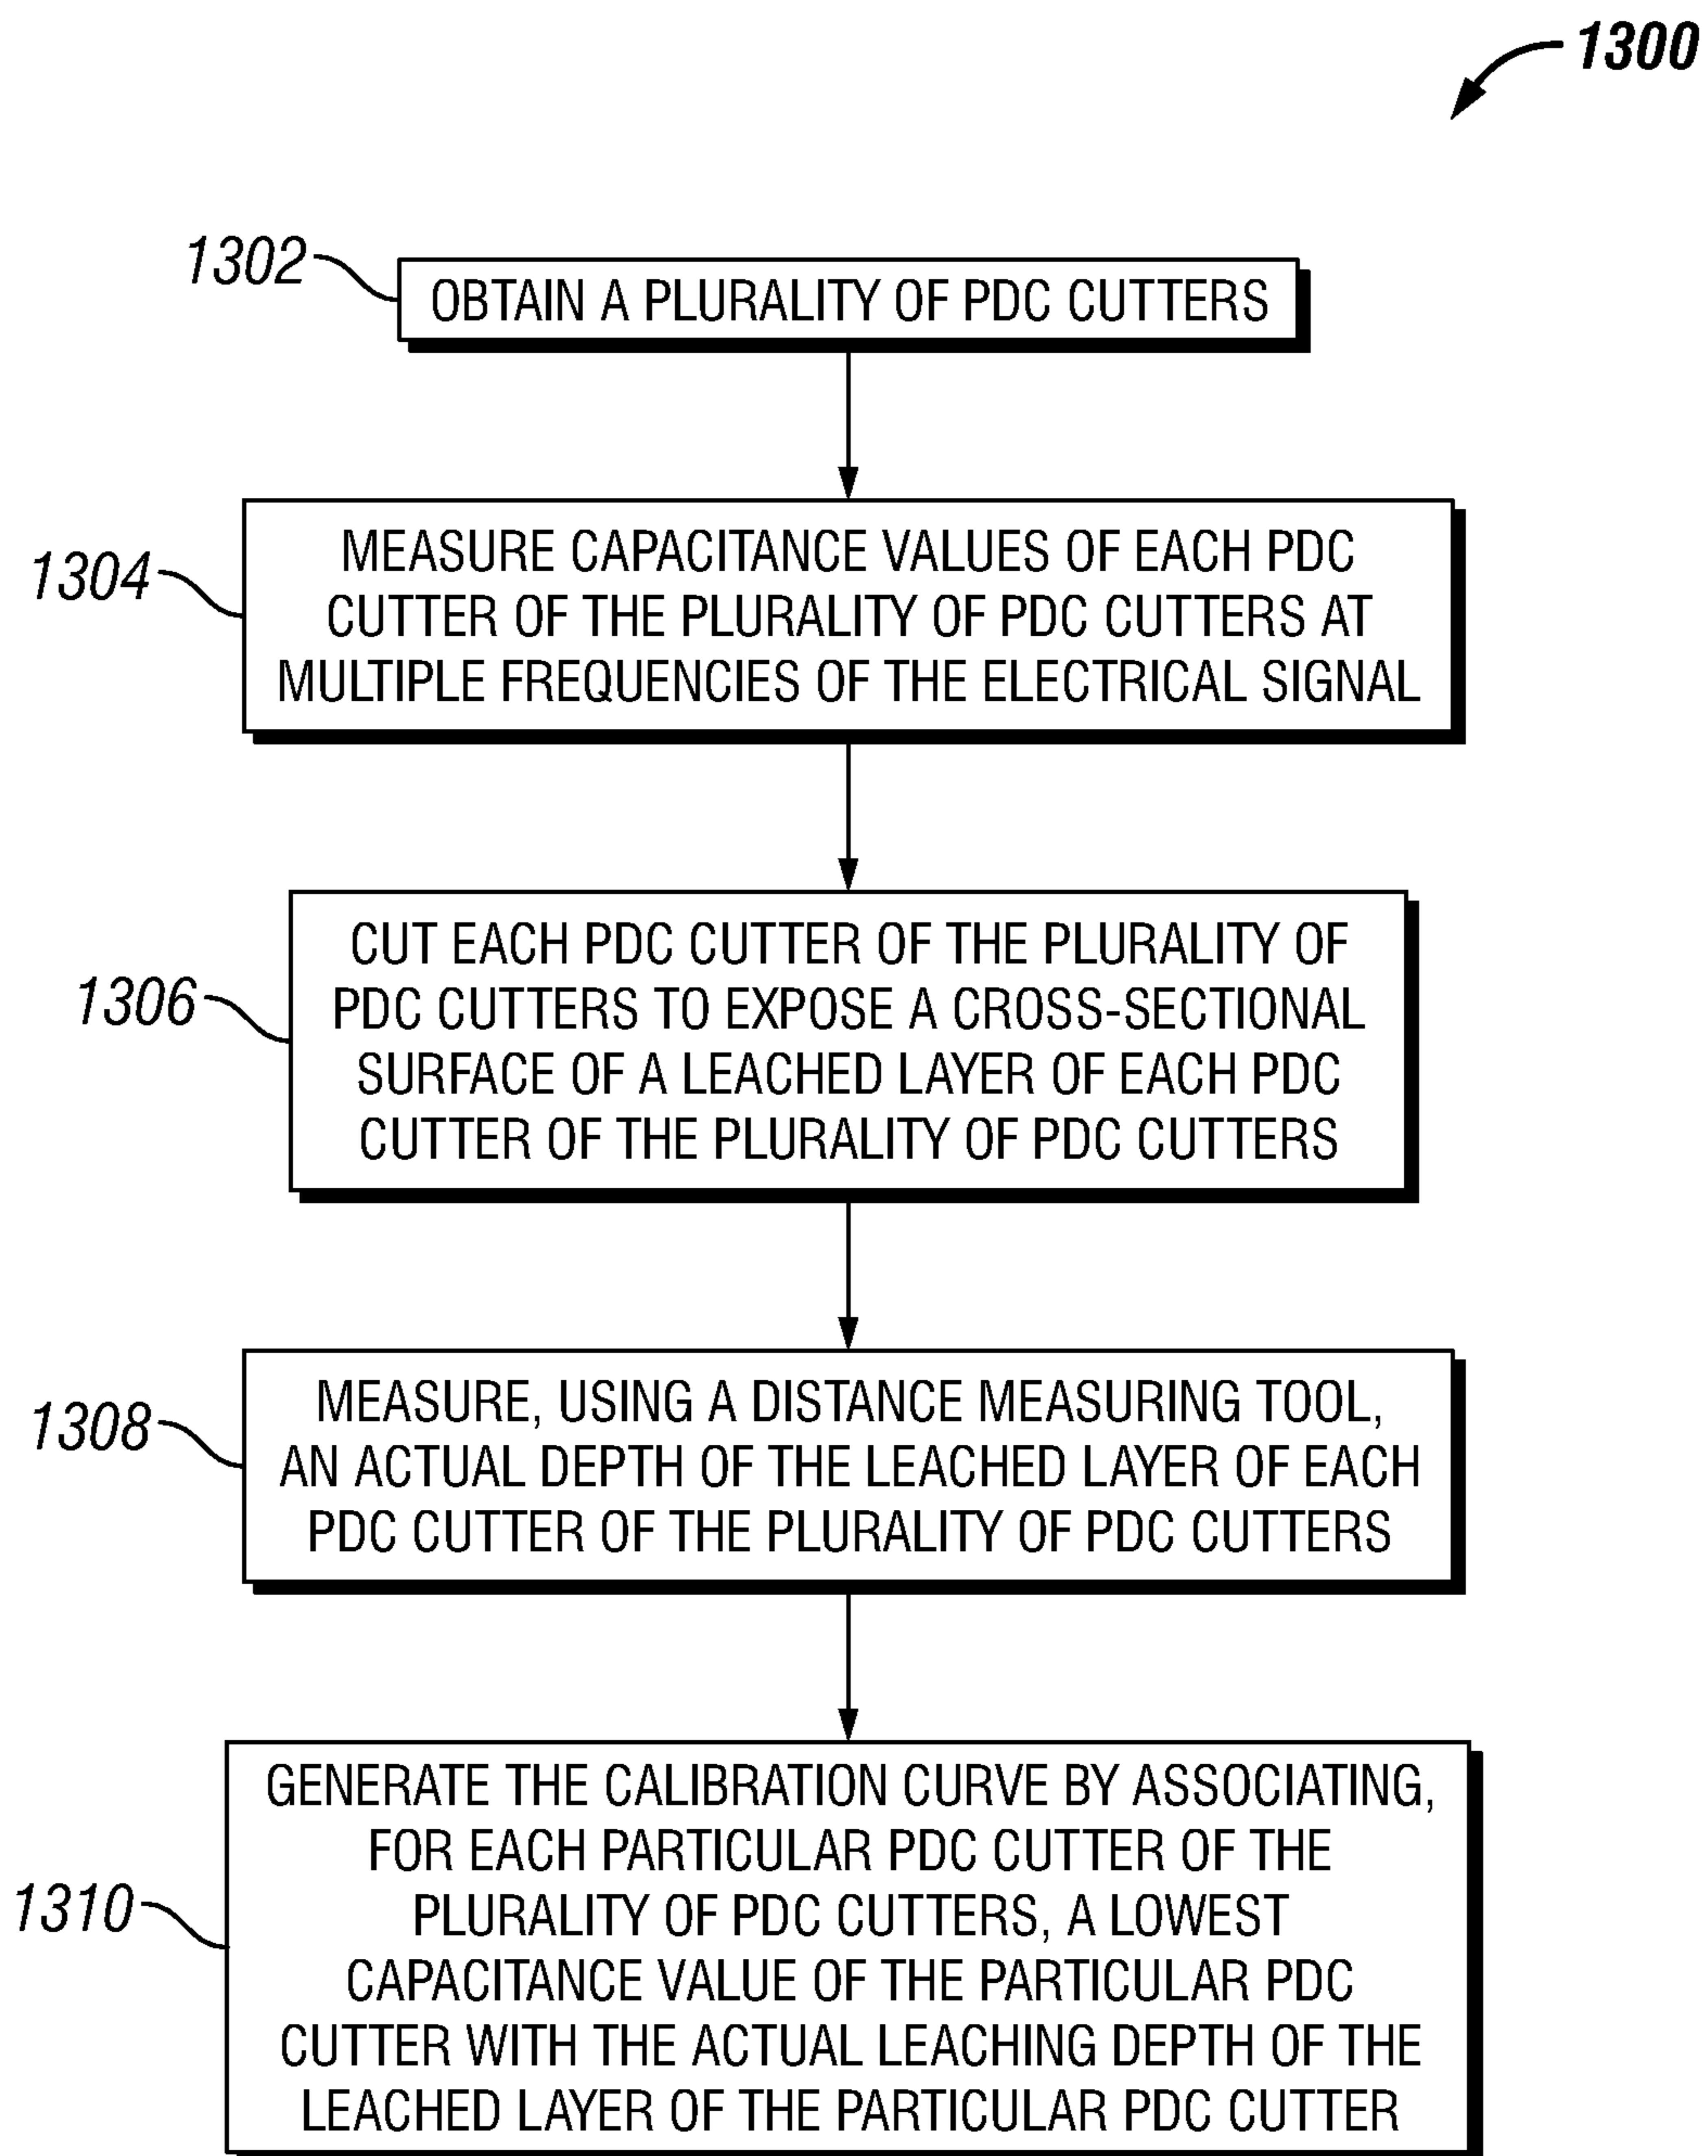 1300
1302
OBTAIN A PLURALITY OF PDC CUTTERS
1304
MEASURE CAPACITANCE VALUES OF EACH PDC
CUTTER OF THE PLURALITY OF PDC CUTTERS AT
MULTIPLE FREQUENCIES OF THE ELECTRICAL SIGNAL
1306
CUT EACH PDC CUTTER OF THE PLURALITY OF
PDC CUTTERS TO EXPOSE A CROSS-SECTIONAL
SURFACE OF A LEACHED LAYER OF EACH PDC
CUTTER OF THE PLURALITY OF PDC CUTTERS
1308
MEASURE, USING A DISTANCE MEASURING TOOL,
AN ACTUAL DEPTH OF THE LEACHED LAYER OF EACH
PDC CUTTER OF THE PLURALITY OF PDC CUTTERS
1310
GENERATE THE CALIBRATION CURVE BY ASSOCIATING,
FOR EACH PARTICULAR PDC CUTTER OF THE
PLURALITY OF PDC CUTTERS, A LOWEST
CAPACITANCE VALUE OF THE PARTICULAR PDC
CUTTER WITH THE ACTUAL LEACHING DEPTH OF THE
LEACHED LAYER OF THE PARTICULAR PDC CUTTER